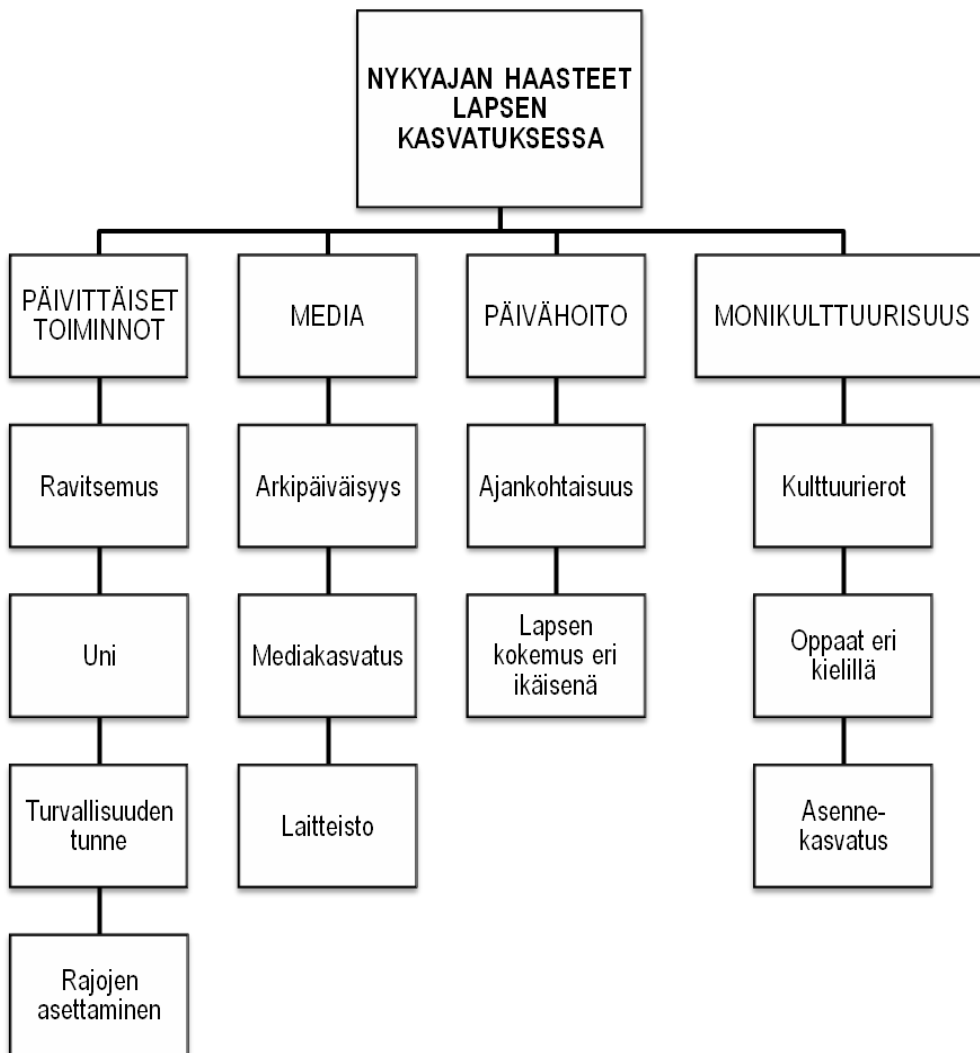 NYKYAJAN HAASTEET
LAPSEN
KASVATUKSESSA
PÄIVITTÄISET
TOIMINNOT
MEDIA
PÄIVÄHOITO
MONIKULTTUURISUUS
Ravitsemus
Arkipäiväisyys
Ajankohtaisuus
Kulttuurierot
Uni
Mediakasvatus
Lapsen
kokemus eri
ikäisenä
Oppaat eri
kielillä
Turvallisuuden
tunne
Laitteisto
Asenne-
kasvatus
Rajojen
asettaminen